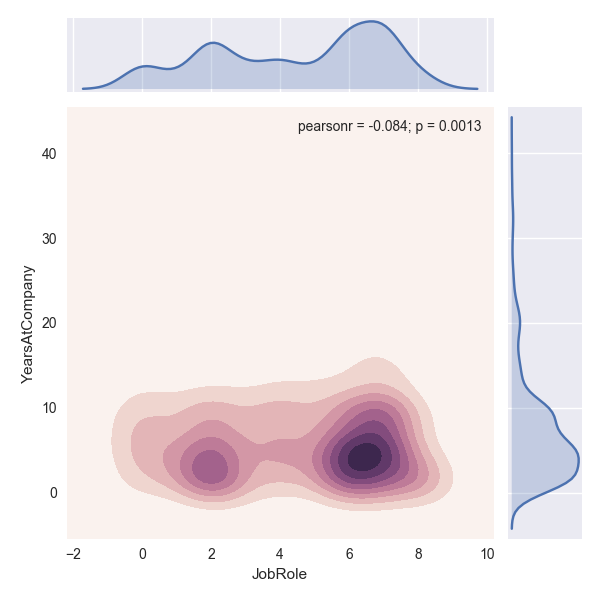 pearsonr = -0.084; p = 0.0013
40
30
20
10
0
YearsAtCompany
−2 0 2 4 6 8 10
JobRole